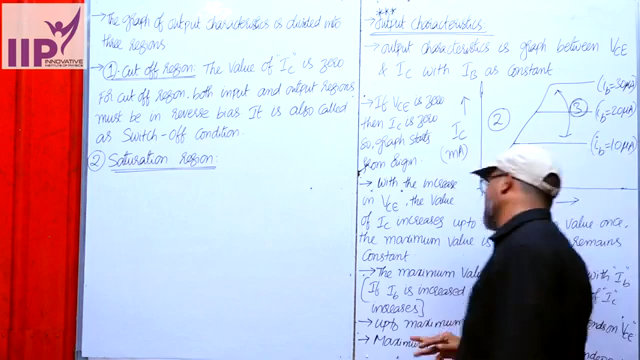 IIP
INNOVATIVE
INSTITUTE OF PHYSICS
→ The graph of output characteristics is divided into
three regions
→ ① Cut off Region: The value of "Ic" is zero
For cut off region. both input and output Regions
must be in reverse bias It is also called
as Switch-Off Condition.
② Saturation Region:
***
→ Output Characteristics
→ output characteristics is graph between VCE
& IC with IB as constant
→ If VCE is zero
then Ic is zero
so, graph starts
from origin.
↑
Ic
(mA)
②
③
(ib=30μA)
(ib=20μA)
(ib=10μA)
→ With the increase
in VCE, the value
of Ic increases upto value once,
the maximum value is remains
Constant
→ The maximum with Ib
[If Ib is increased of "Ic
increases]
→ upto maximum on VCE
→